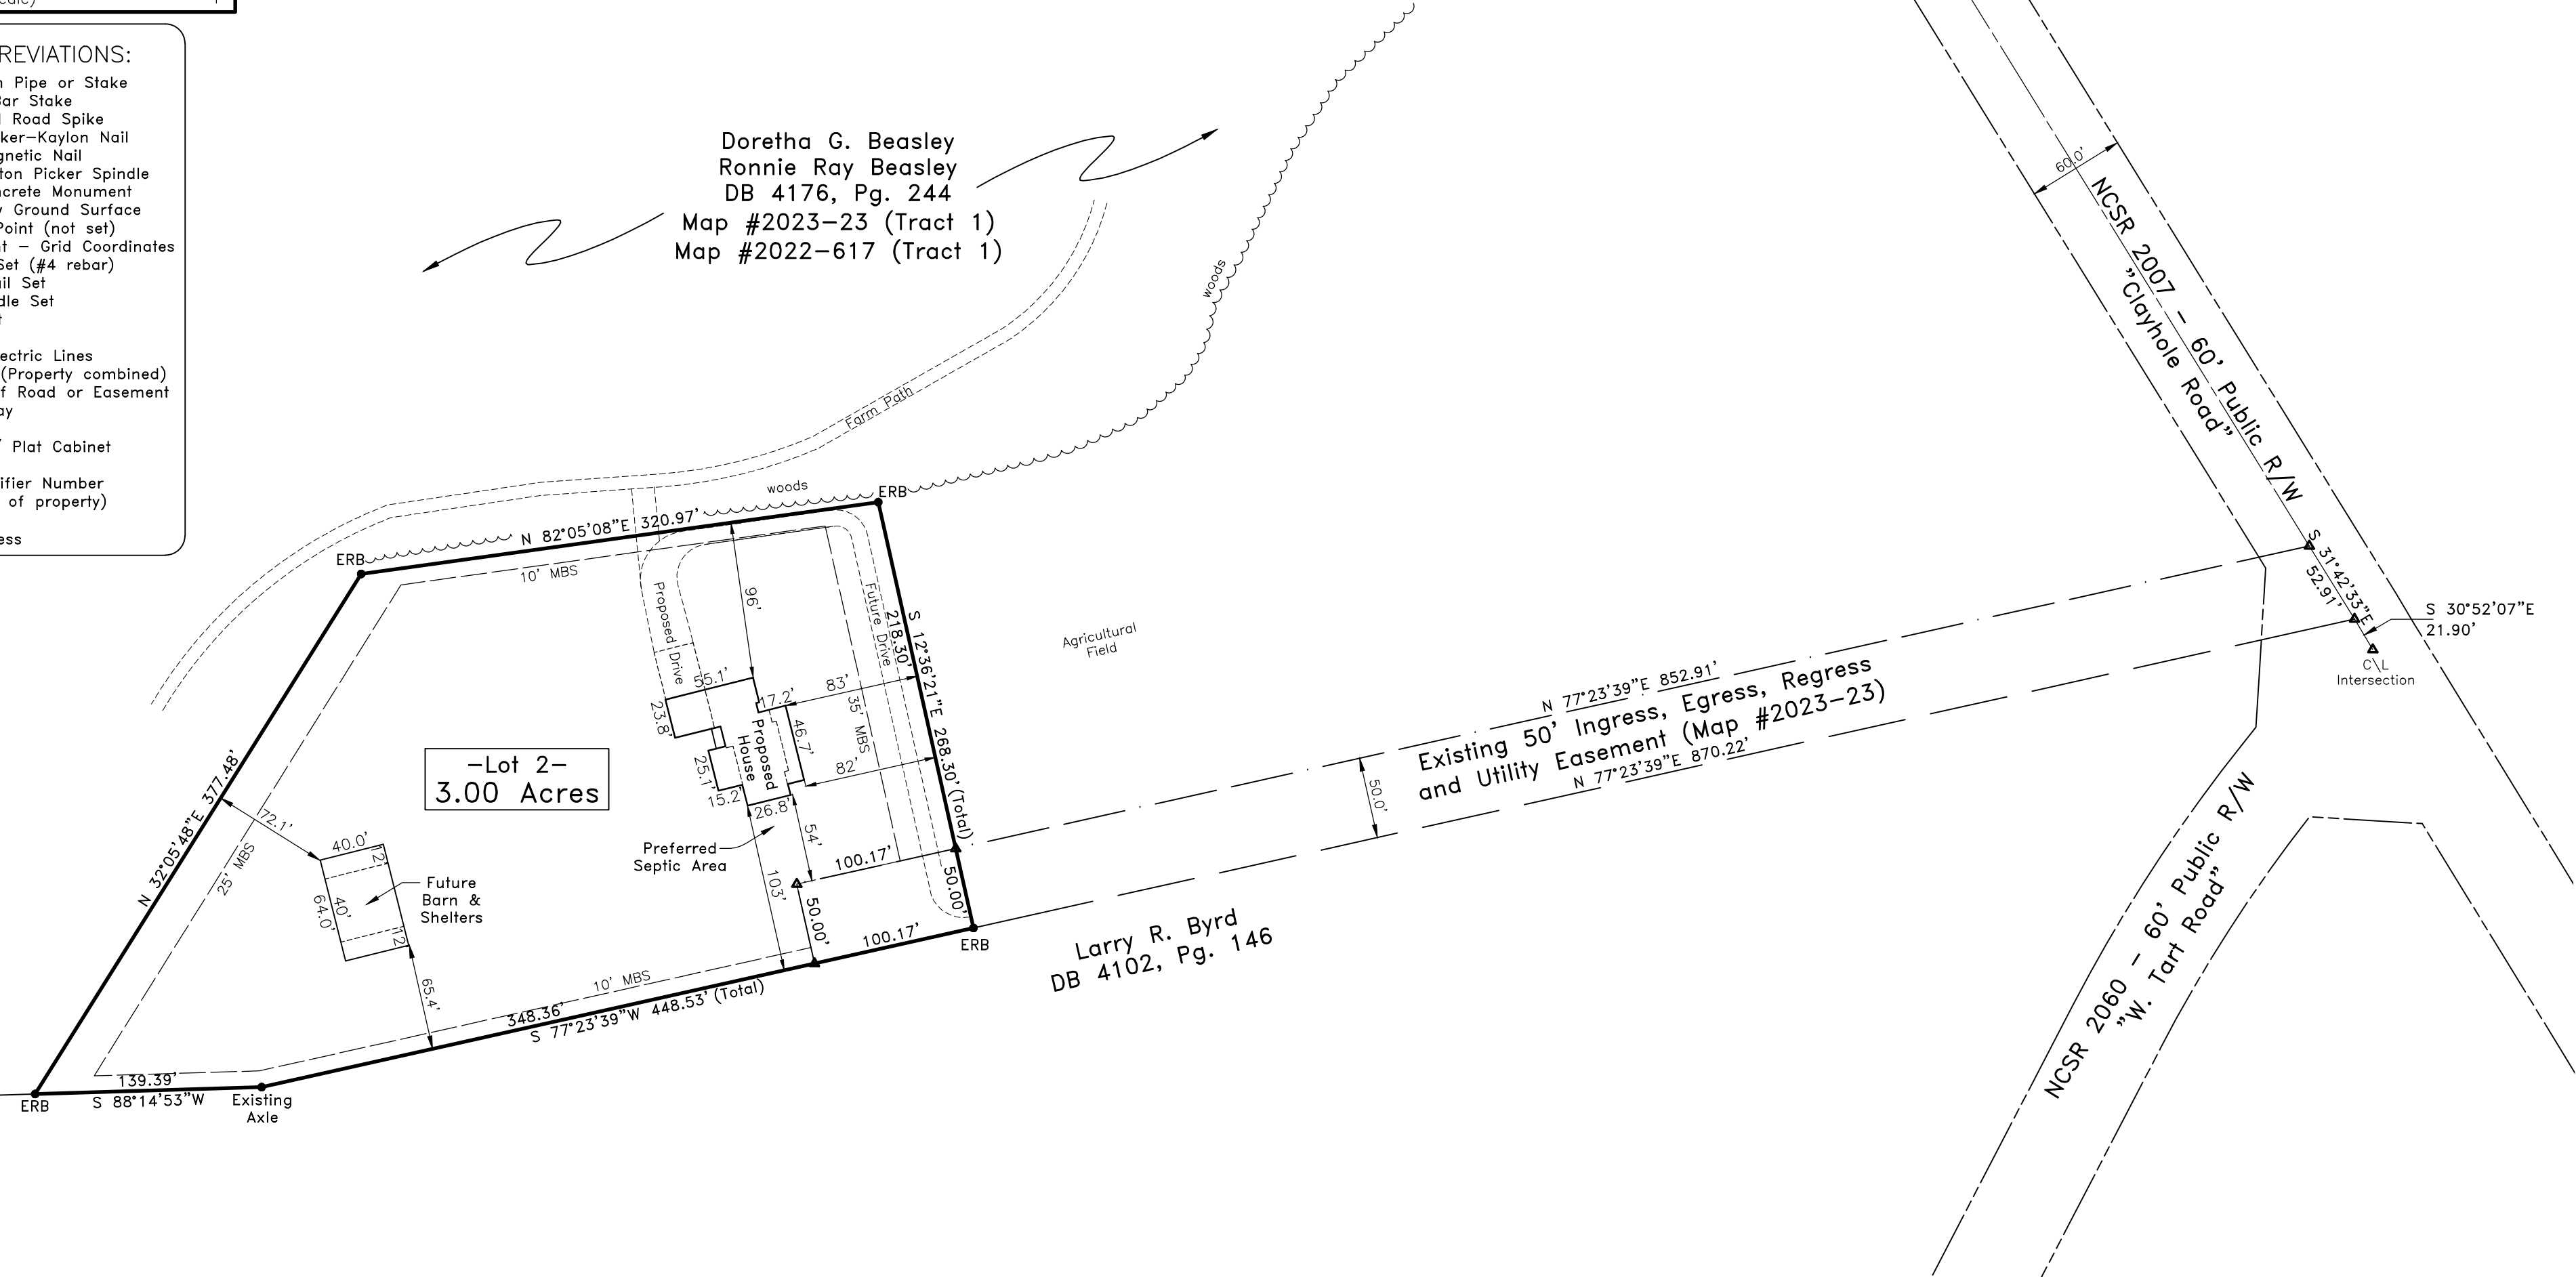 REVIATIONS:
Pipe or Stake
Bar Stake
Road Spike
ker-Kaylon Nail
gnetic Nail
ton Picker Spindle
ncrete Monument
Ground Surface
Point (not set)
nt - Grid Coordinates
Set (#4 rebar)
ail Set
dle Set
ectric Lines
(Property combined)
f Road or Easement
ay
Plat Cabinet
ifier Number
of property)
ess
Doretha G. Beasley
Ronnie Ray Beasley
DB 4176, Pg. 244
Map #2023-23 (Tract 1)
Map #2022-617 (Tract 1)
woods
Farm Path
woods
ERB
ERB
N 82°05'08"E 320.97'
10' MBS
Proposed Drive
96'
Future Drive
218.30'
S 12°36'21"E 268.30' (Total)
35' MBS
55.1'
17.2'
83'
23.8'
46.7'
Proposed
House
82'
25.1'
15.2'
26.8'
54'
103'
Preferred
Septic Area
100.17'
50.00'
50.00'
100.17'
ERB
-Lot 2-
3.00 Acres
N 32°05'48"E 377.48'
25' MBS
72.1'
40.0'
12'
40'
64.0'
12'
Future
Barn &
Shelters
65.4'
10' MBS
348.36'
S 77°23'39"W 448.53' (Total)
139.39'
S 88°14'53"W
ERB
Existing
Axle
Agricultural
Field
N 77°23'39"E 852.91'
Existing 50' Ingress, Egress, Regress
and Utility Easement (Map #2023-23)
N 77°23'39"E 870.22'
50.0'
Larry R. Byrd
DB 4102, Pg. 146
60.0'
NCSR 2007 - 60' Public R/W
"Clayhole Road"
S 31°42'33"E
52.91'
S 30°52'07"E
21.90'
C\L
Intersection
NCSR 2060 - 60' Public R/W
"W. Tart Road"